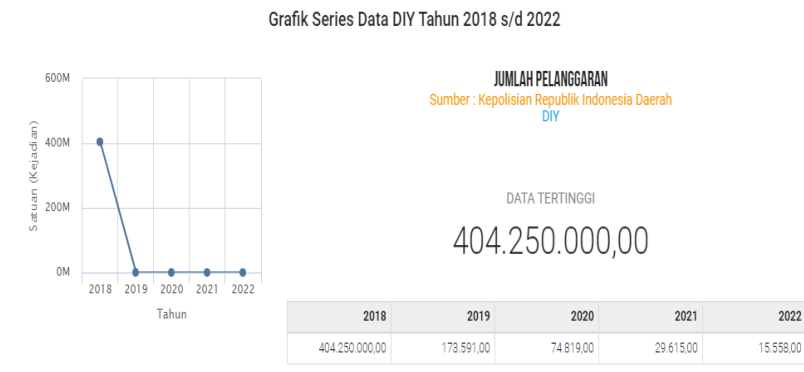 Grafik Series Data DIY Tahun 2018 s/d 2022
600M
400M
200M
0M
Satuan (Kejadian)
2018 2019 2020 2021 2022
Tahun
JUMLAH PELANGGARAN
Sumber : Kepolisian Republik Indonesia Daerah
DIY
DATA TERTINGGI
404.250.000,00
2018 2019 2020 2021 2022
404.250.000,00 173.591,00 74.819,00 29.615,00 15.558,00